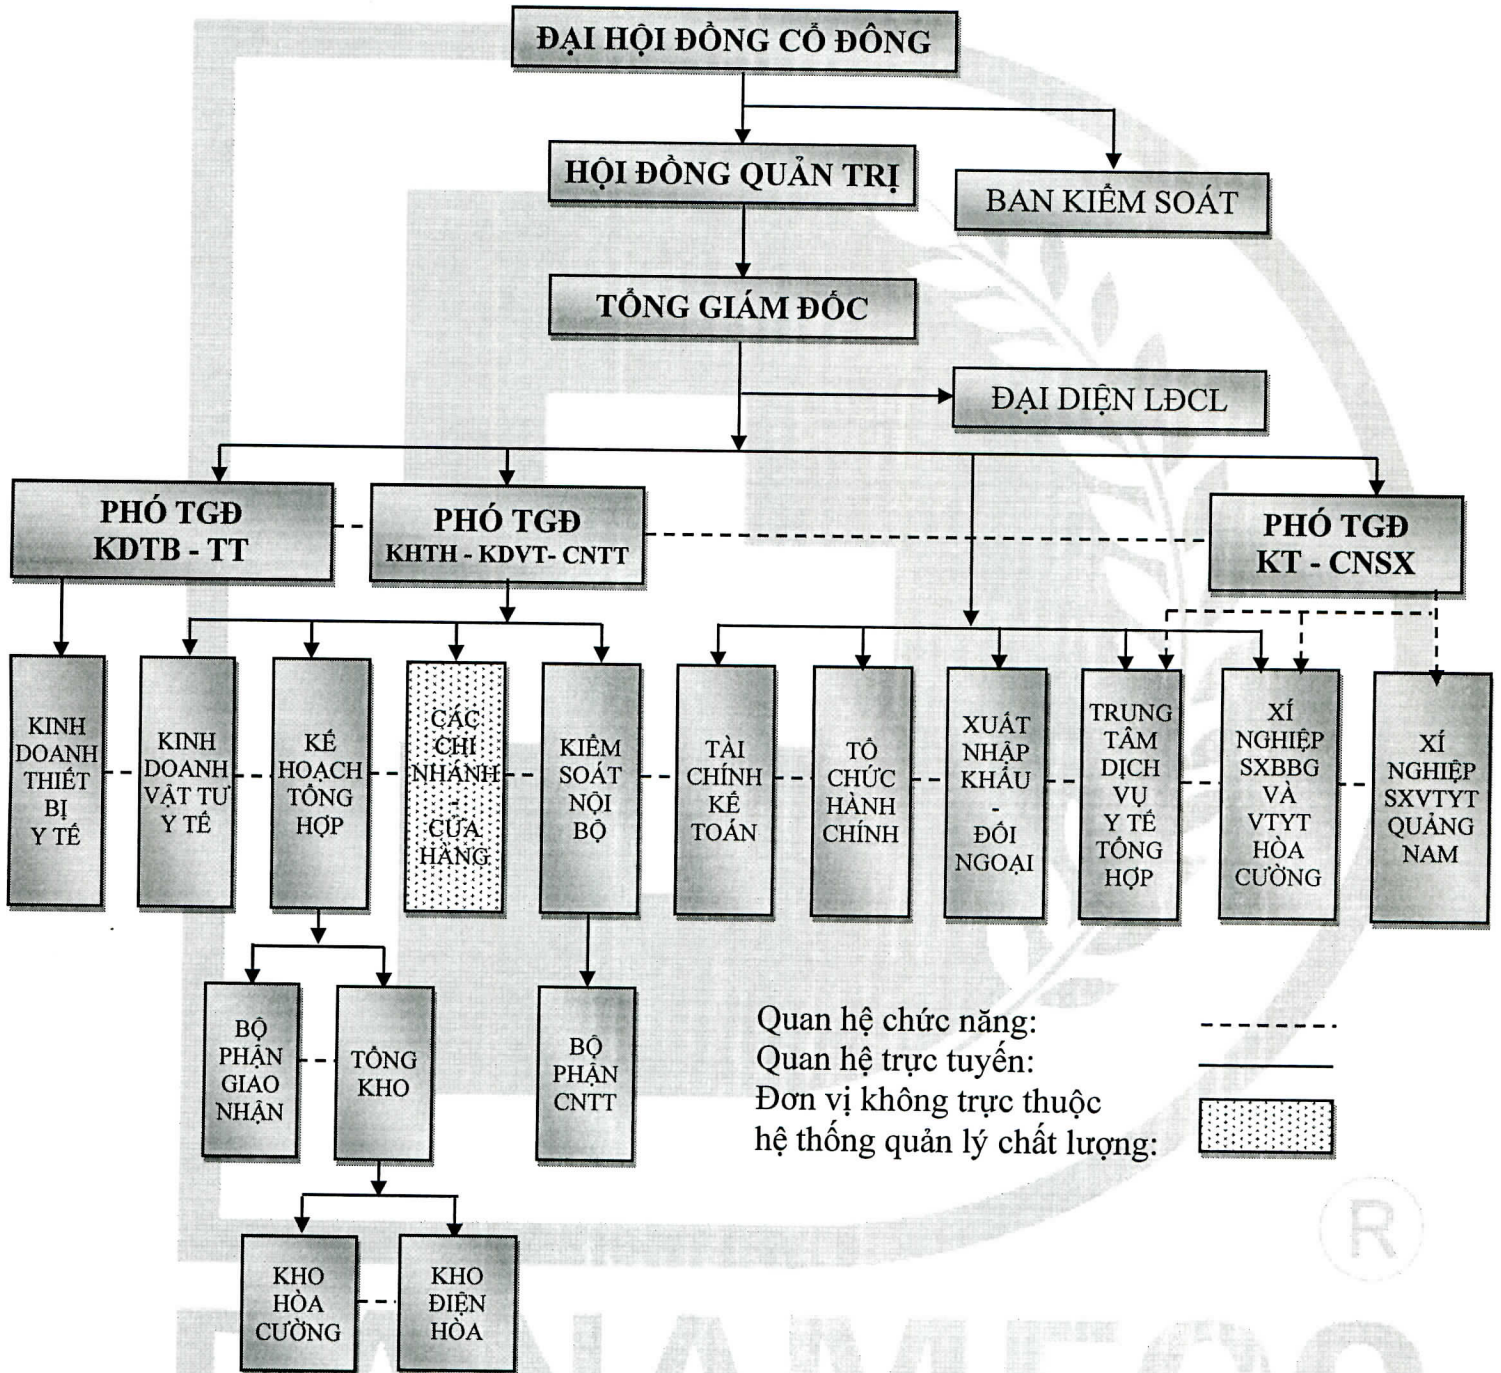 ĐẠI HỘI ĐỒNG CỔ ĐÔNG
HỘI ĐỒNG QUẢN TRỊ
BAN KIỂM SOÁT
TỔNG GIÁM ĐỐC
ĐẠI DIỆN LĐCL
PHÓ TGĐ
KDTB - TT
PHÓ TGĐ
KHTH - KDVT- CNTT
PHÓ TGĐ
KT - CNSX
KINH
DOANH
THIẾT
BỊ
Y TẾ
KINH
DOANH
VẬT TƯ
Y TẾ
KẾ
HOẠCH
TỔNG
HỢP
CÁC
CHI
NHÁNH
-
CỬA
HÀNG
KIỂM
SOÁT
NỘI
BỘ
TÀI
CHÍNH
KẾ
TOÁN
TỔ
CHỨC
HÀNH
CHÍNH
XUẤT
NHẬP
KHẨU
-
ĐỐI
NGOẠI
TRUNG
TÂM
DỊCH
VỤ
Y TẾ
TỔNG
HỢP
XÍ
NGHIỆP
SXBBG
VÀ
VTYT
HÒA
CƯỜNG
XÍ
NGHIỆP
SXVTYT
QUẢNG
NAM
BỘ
PHẬN
GIAO
NHẬN
TỔNG
KHO
BỘ
PHẬN
CNTT
Quan hệ chức năng:
Quan hệ trực tuyến:
Đơn vị không trực thuộc
hệ thống quản lý chất lượng:
KHO
HÒA
CƯỜNG
KHO
ĐIỆN
HÒA
®
DANAMECO